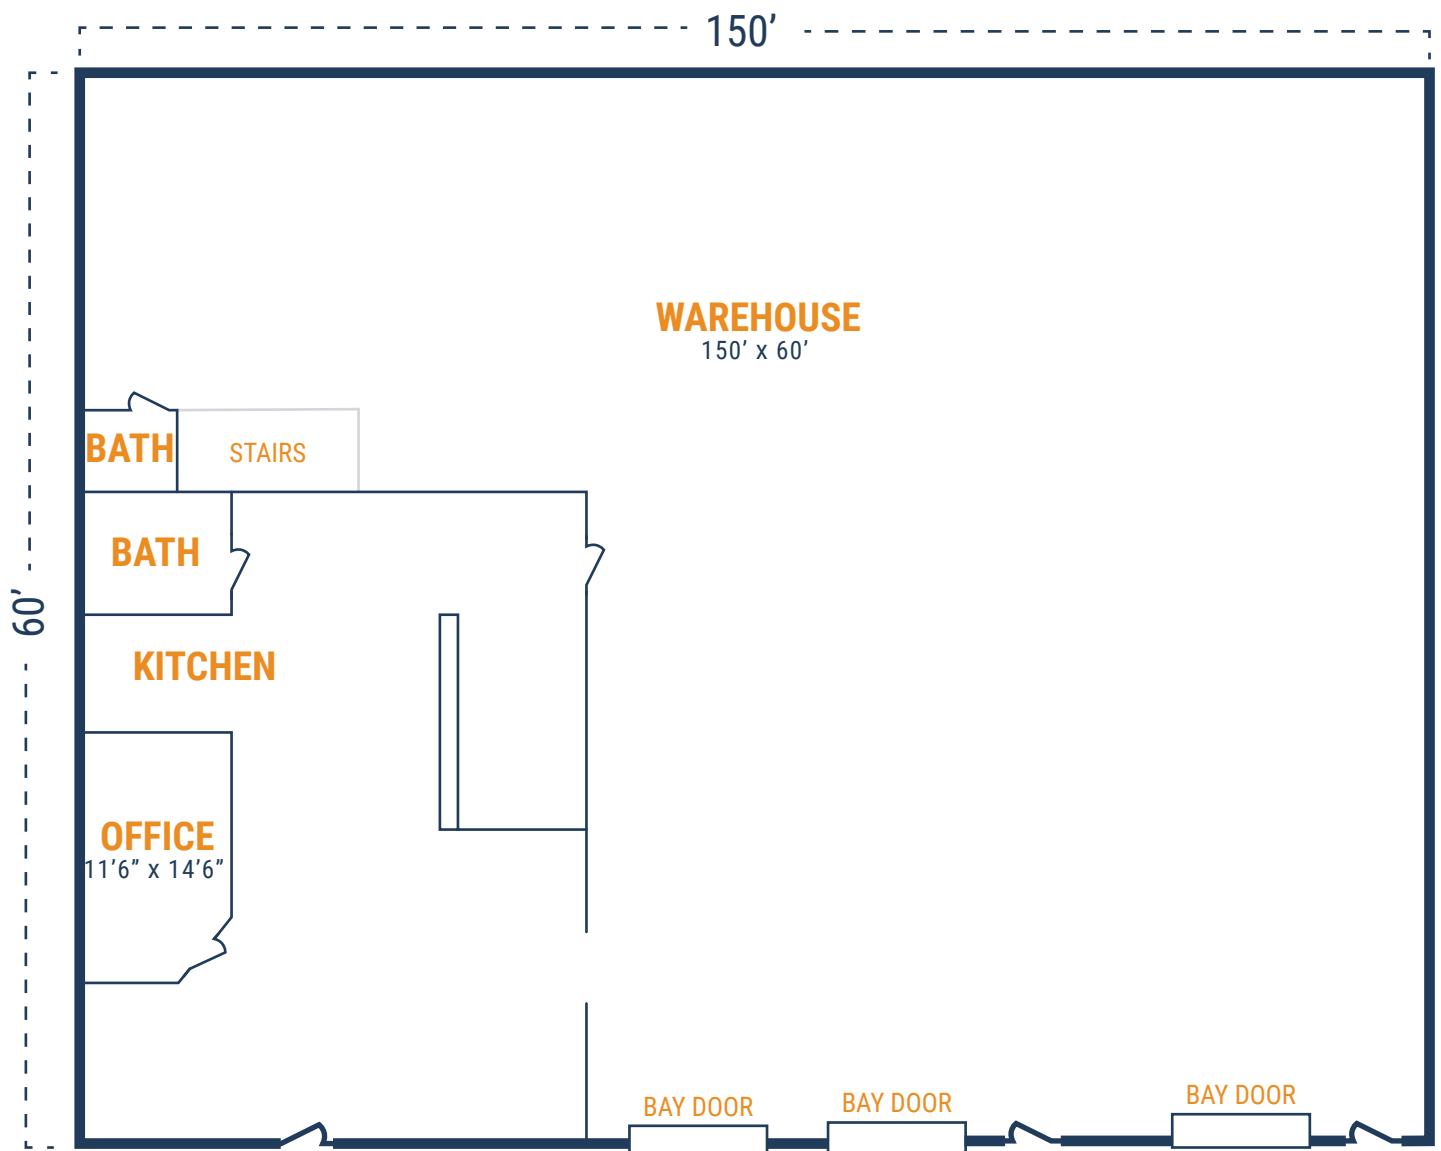 150’
WAREHOUSE
150’ x 60’
BATH
STAIRS
BATH
60’
KITCHEN
OFFICE
11’6” x 14’6”
BAY DOOR
BAY DOOR
BAY DOOR